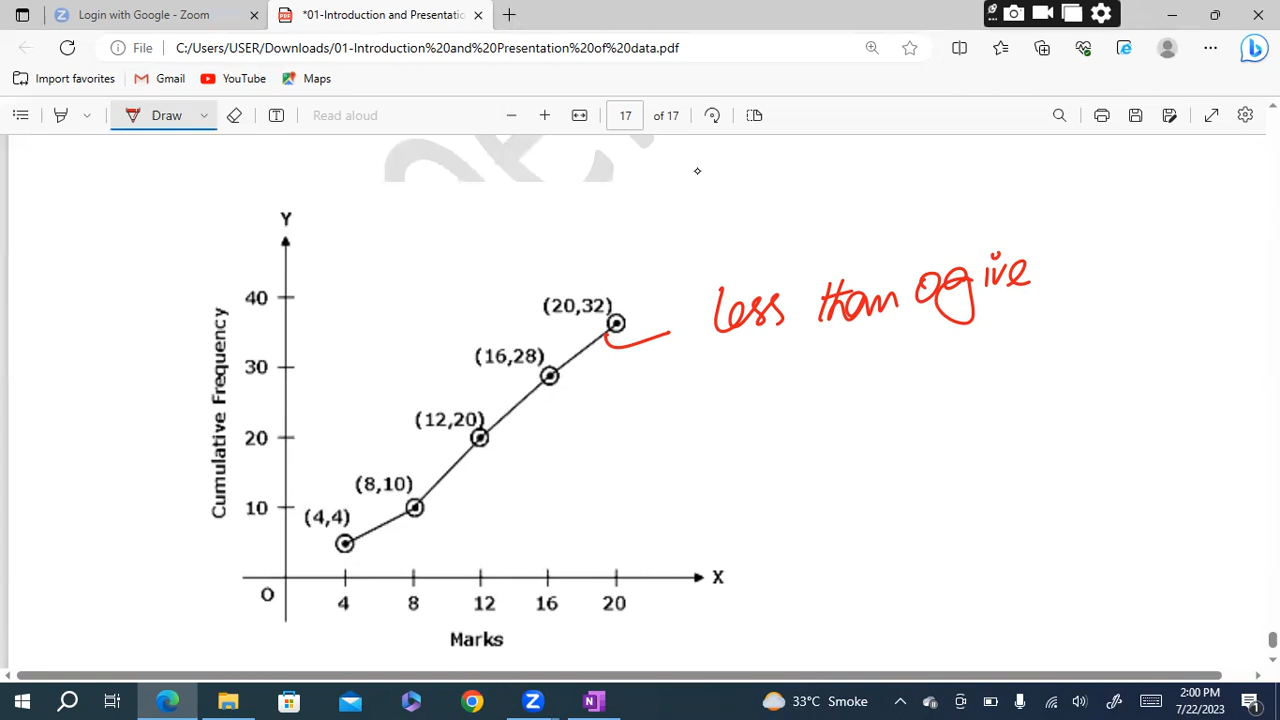 Login with Google - Zoom
*01-Introduction and Presentatio
File
C:/Users/USER/Downloads/01-Introduction%20and%20Presentation%20of%20data.pdf
Import favorites
Gmail
YouTube
Maps
Draw
Read aloud
17
of 17
Y
Cumulative Frequency
40
30
20
10
(20,32)
(16,28)
(12,20)
(8,10)
(4,4)
less than ogive
X
O
4
8
12
16
20
Marks
33°C Smoke
2:00 PM
7/22/2023
1